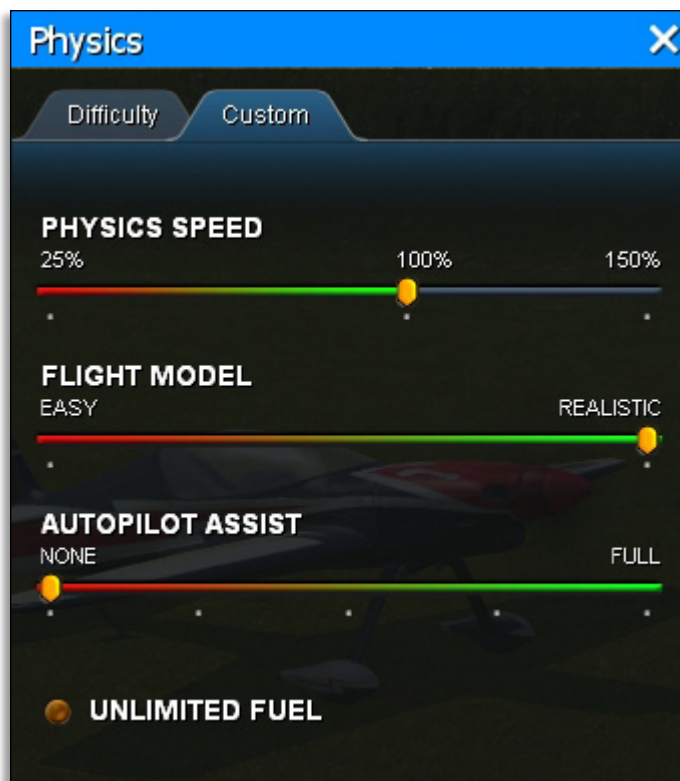 Physics
Difficulty Custom
PHYSICS SPEED
25% 100% 150%
FLIGHT MODEL
EASY REALISTIC
AUTOPILOT ASSIST
NONE FULL
UNLIMITED FUEL